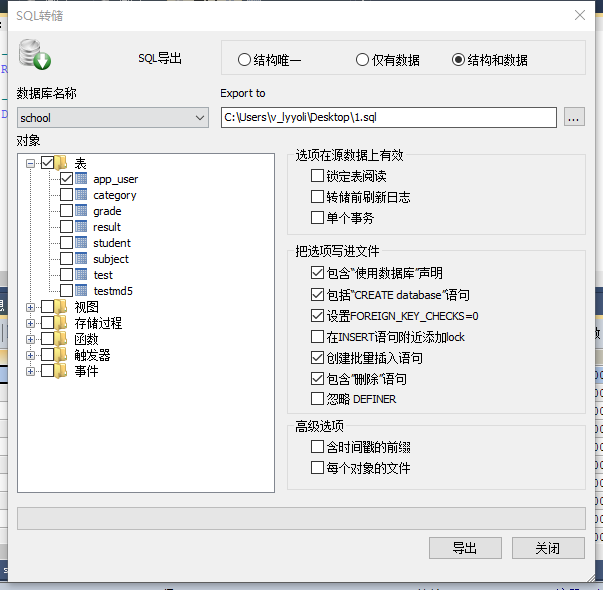 SQL转储
SQL导出
结构唯一
仅有数据
结构和数据
数据库名称
school
Export to
C:\Users\v_lyyoli\Desktop\1.sql
...
对象
表
app_user
category
grade
result
student
subject
test
testmd5
视图
存储过程
函数
触发器
事件
选项在源数据上有效
锁定表阅读
转储前刷新日志
单个事务
把选项写进文件
包含“使用数据库”声明
包括“CREATE database”语句
设置FOREIGN_KEY_CHECKS=0
在INSERT语句附近添加lock
创建批量插入语句
包含“删除”语句
忽略 DEFINER
高级选项
含时间戳的前缀
每个对象的文件
导出
关闭